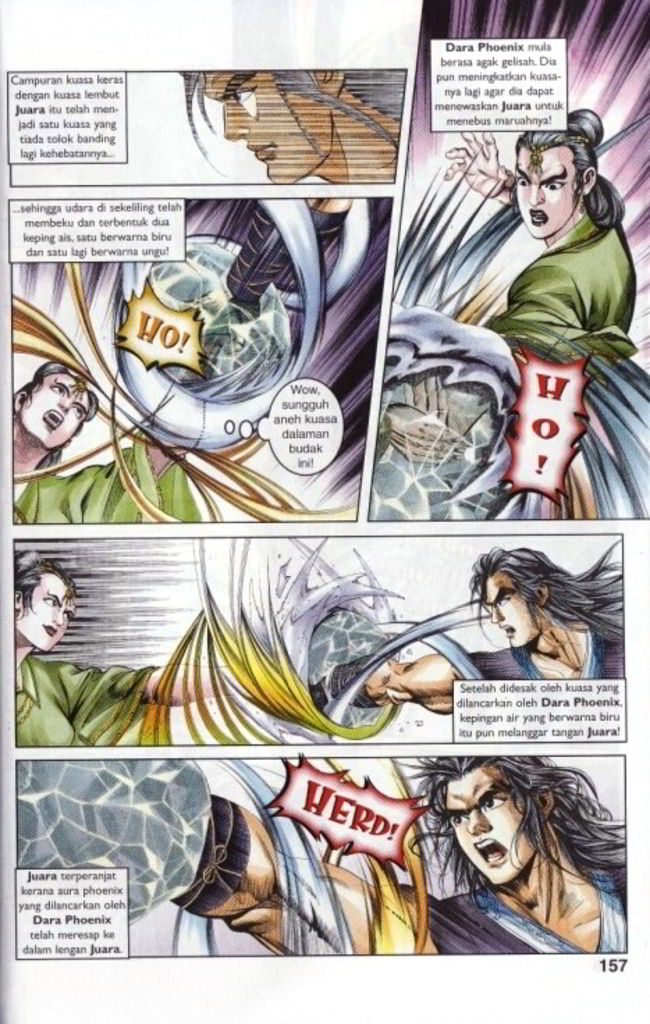 Campuran kuasa keras
dengan kuasa lembut
Juara itu telah men-
jadi satu kuasa yang
tiada tolok banding
lagi kehebatannya...
...sehingga udara di sekeliling telah
membeku dan terbentuk dua
keping ais, satu berwarna biru
dan satu lagi berwarna ungu!
HO!
Wow,
sungguh
aneh kuasa
dalaman
budak
ini!
Dara Phoenix mula
berasa agak gelisah. Dia
pun meningkatkan kuasa-
nya lagi agar dia dapat
menewaskan Juara untuk
menebus maruahnya!
HO!
Setelah didesak oleh kuasa yang
dilancarkan oleh Dara Phoenix,
kepingan air yang berwarna biru
itu pun melanggar tangan Juara!
HERD!
Juara terperanjat
kerana aura phoenix
yang dilancarkan oleh
Dara Phoenix
telah meresap ke
dalam lengan Juara.
157